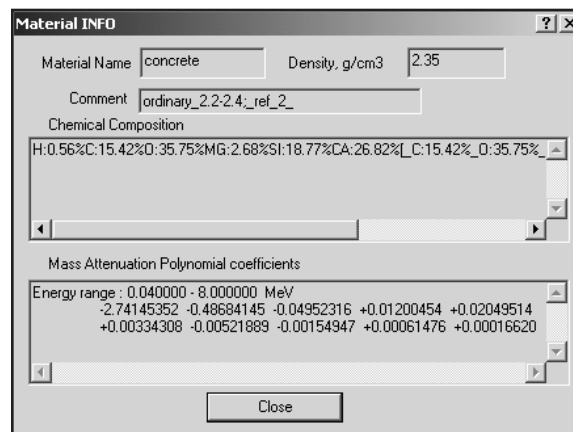 Material INFO
Material Name concrete Density, g/cm3 2.35
Comment ordinary_2.2-2.4;_ref_2_
Chemical Composition
H:0.56%C:15.42%O:35.75%MG:2.68%SI:18.77%CA:26.82%[_C:15.42%_O:35.75%_
Mass Attenuation Polynomial coefficients
Energy range : 0.040000 - 8.000000 MeV
-2.74145352 -0.48684145 -0.04952316 +0.01200454 +0.02049514
+0.00334308 -0.00521889 -0.00154947 +0.00061476 +0.00016620
Close